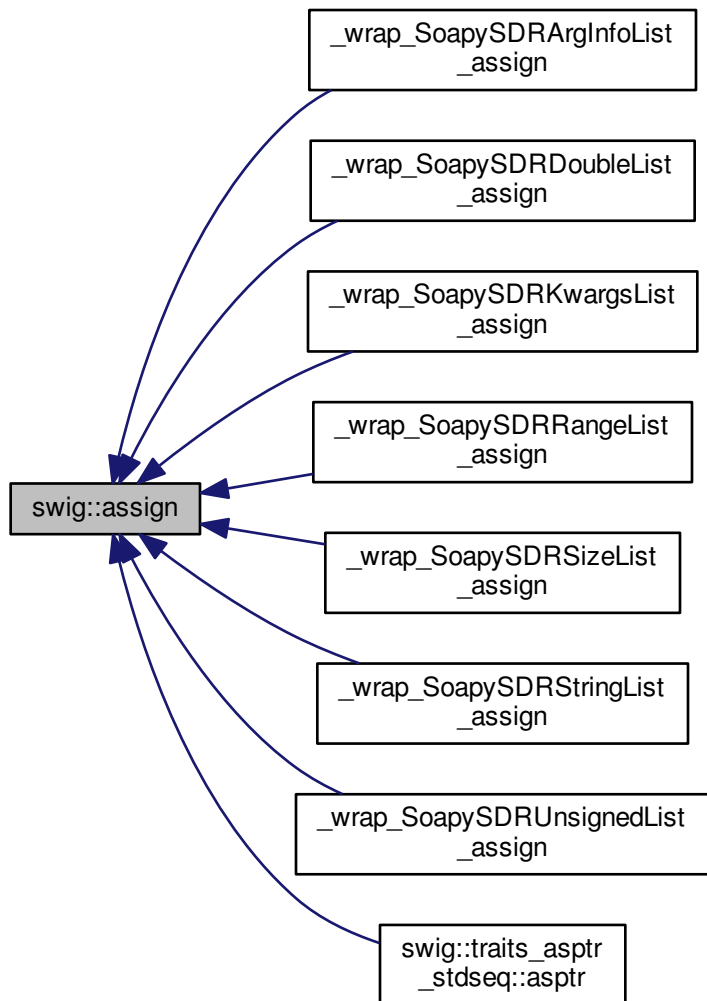 _wrap_SoapySDRArgInfoList
_assign
_wrap_SoapySDRDoubleList
_assign
_wrap_SoapySDRKwargsList
_assign
_wrap_SoapySDRRangeList
_assign
swig::assign
_wrap_SoapySDRSizeList
_assign
_wrap_SoapySDRStringList
_assign
_wrap_SoapySDRUnsignedList
_assign
swig::traits_asptr
_stdseq::asptr